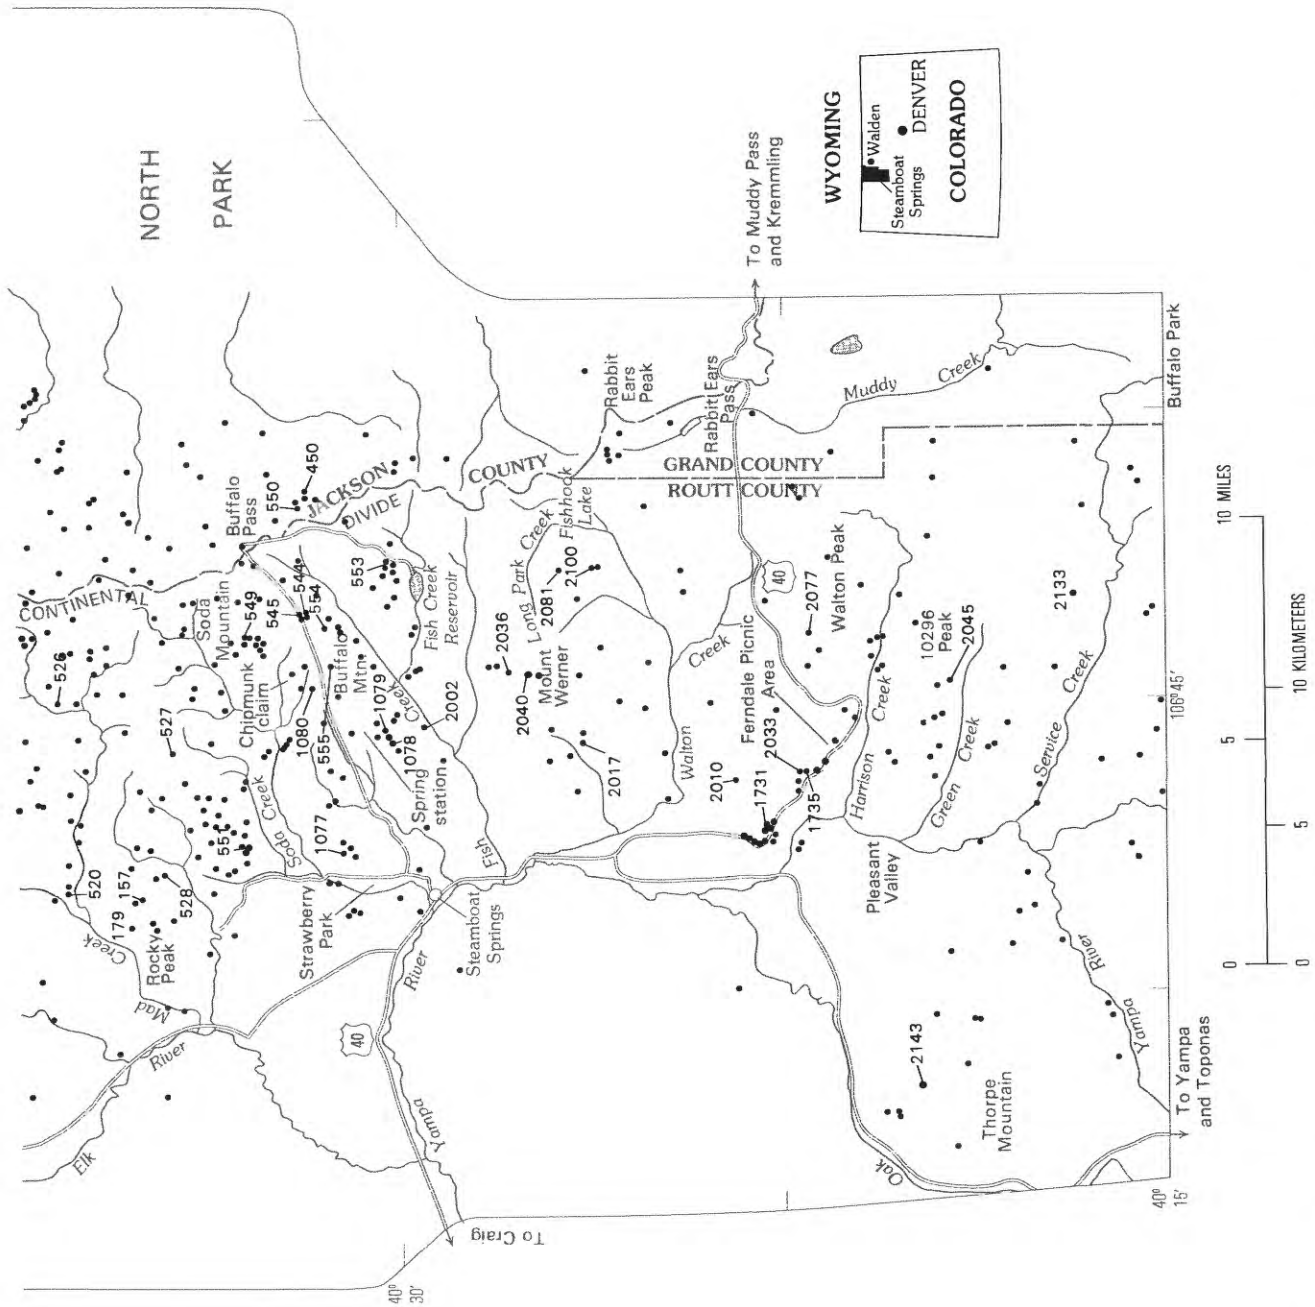 NORTH
PARK
WYOMING
Walden
Steamboat
Springs
DENVER
COLORADO
To Muddy Pass
and Kremmling
Buffalo
Pass
550
450
JACKSON
COUNTY
CONTINENTAL
DIVIDE
Soda
Mountain
549
545
544
554
553
Fish Creek
Reservoir
526
527
Chipmunk
claim
1080
555
Buffalo
Mtn
1079
1078
Creek
2002
Spring
station
Soda Creek
551
1077
520
157
179
528
Creek
Rocky
Peak
Mad
River
Elk
Strawberry
Park
Steamboat
Springs
River
Fish
40
Yampa
To Craig
40°
30'
Rabbit
Ears
Peak
Rabbit Ears
Pass
Fishhook
Lake
Long Park Creek
2081
2100
2036
2040
Mount
Werner
2017
Walton
Creek
GRAND COUNTY
ROUTT COUNTY
Muddy Creek
Buffalo Park
40
2077
Walton Peak
Ferndale Picnic
Area
2033
2010
1731
1735
Harrison Creek
10296
Peak
2045
Green Creek
2133
Service Creek
Pleasant
Valley
Yampa River
2143
Thorpe
Mountain
Oak
To Yampa
and Toponas
40°
15'
106°45'
0 5 10 MILES
0 5 10 KILOMETERS